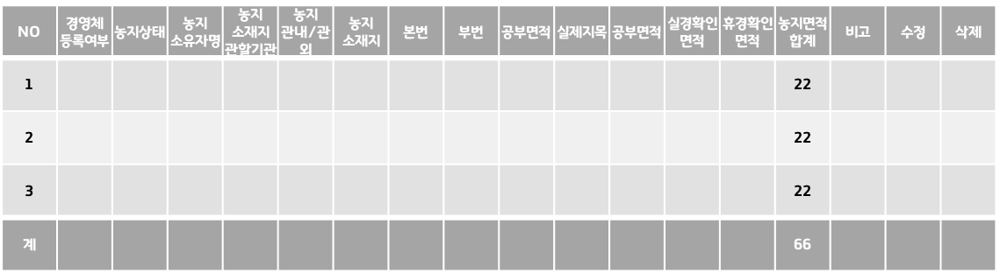 NO 경영체 등록여부 농지상태 농지 소유자명 농지 소재지 관할기관 농지 관내/관외 농지 소재지 본번 부번 공부면적 실제지목 공부면적 실경확인 면적 휴경확인 면적 농지면적 합계 비고 수정 삭제
1 22
2 22
3 22
계 66